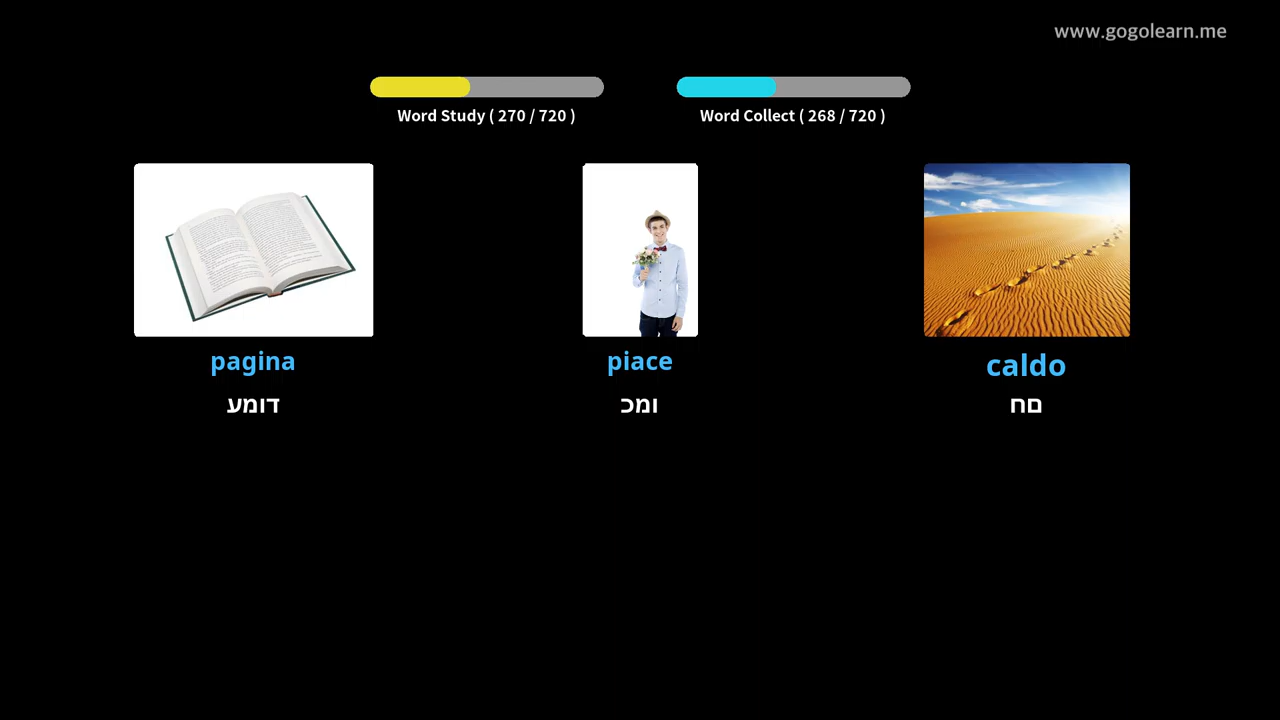 www.gogolearn.me
Word Study ( 270 / 720 )
Word Collect ( 268 / 720 )
pagina
piace
caldo
דומע
ומכ
םח